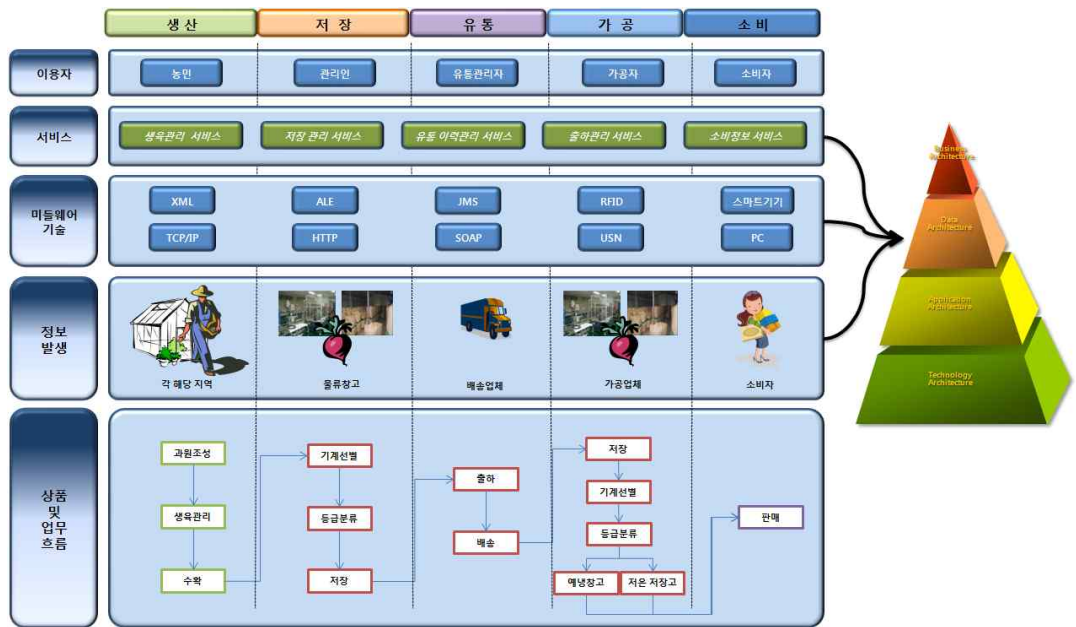 생 산
저 장
유 통
가 공
소 비
이용자
농민
관리인
유통관리자
가공자
소비자
서비스
생육관리 서비스
저장 관리 서비스
유통 이력관리 서비스
출하관리 서비스
소비정보 서비스
미들웨어
기술
XML
ALE
JMS
RFID
스마트기기
TCP/IP
HTTP
SOAP
USN
PC
정보
발생
각 해당 지역
물류창고
배송업체
가공업체
소비자
상품
및
업무
흐름
과원조성
생육관리
수확
기계선별
등급분류
저장
출하
배송
저장
기계선별
등급분류
예냉창고
저온 저장고
판매
Business
Architecture
Data
Architecture
Application
Architecture
Technology
Architecture